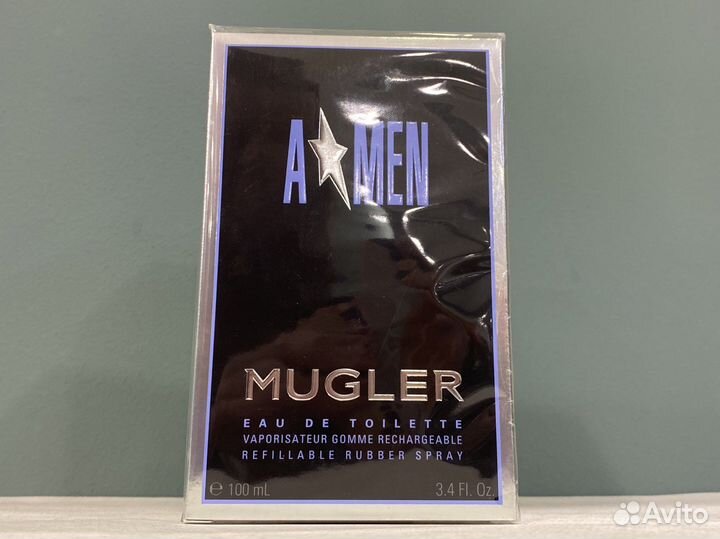 A★MEN
MUGLER
EAU DE TOILETTE
VAPORISATEUR GOMME RECHARGEABLE
REFILLABLE RUBBER SPRAY
℮ 100 mL 3.4 Fl. Oz.
Avito